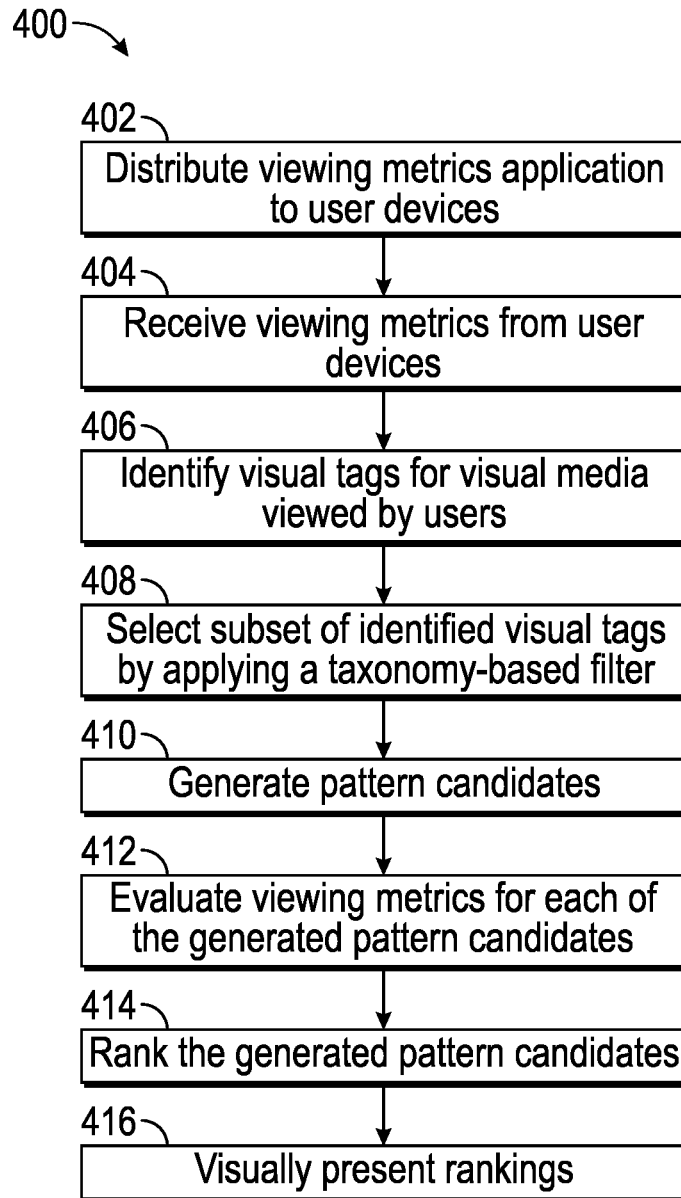 400
402
Distribute viewing metrics application
to user devices
404
Receive viewing metrics from user
devices
406
Identify visual tags for visual media
viewed by users
408
Select subset of identified visual tags
by applying a taxonomy-based filter
410
Generate pattern candidates
412
Evaluate viewing metrics for each of
the generated pattern candidates
414
Rank the generated pattern candidates
416
Visually present rankings